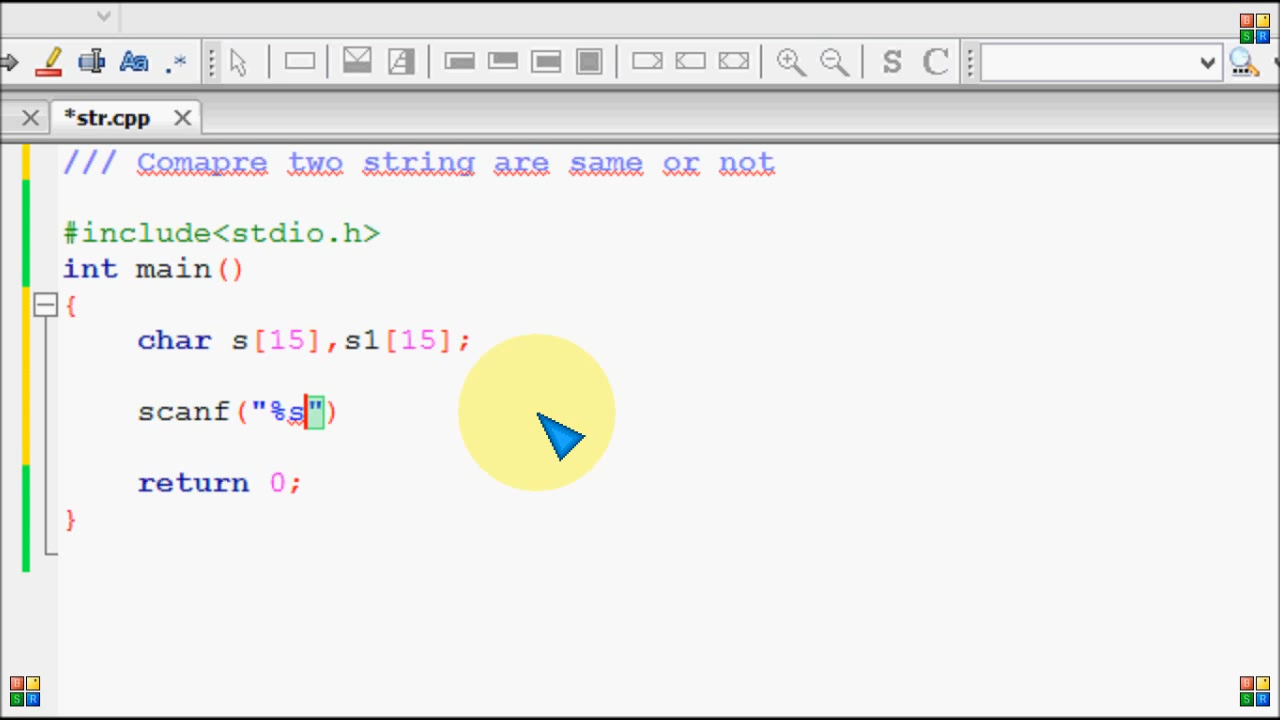 Aa .* S C
*str.cpp
/// Comapre two string are same or not
#include<stdio.h>
int main()
{
char s[15],s1[15];
scanf("%s")
return 0;
}
B
S R
B
S R
B
S R